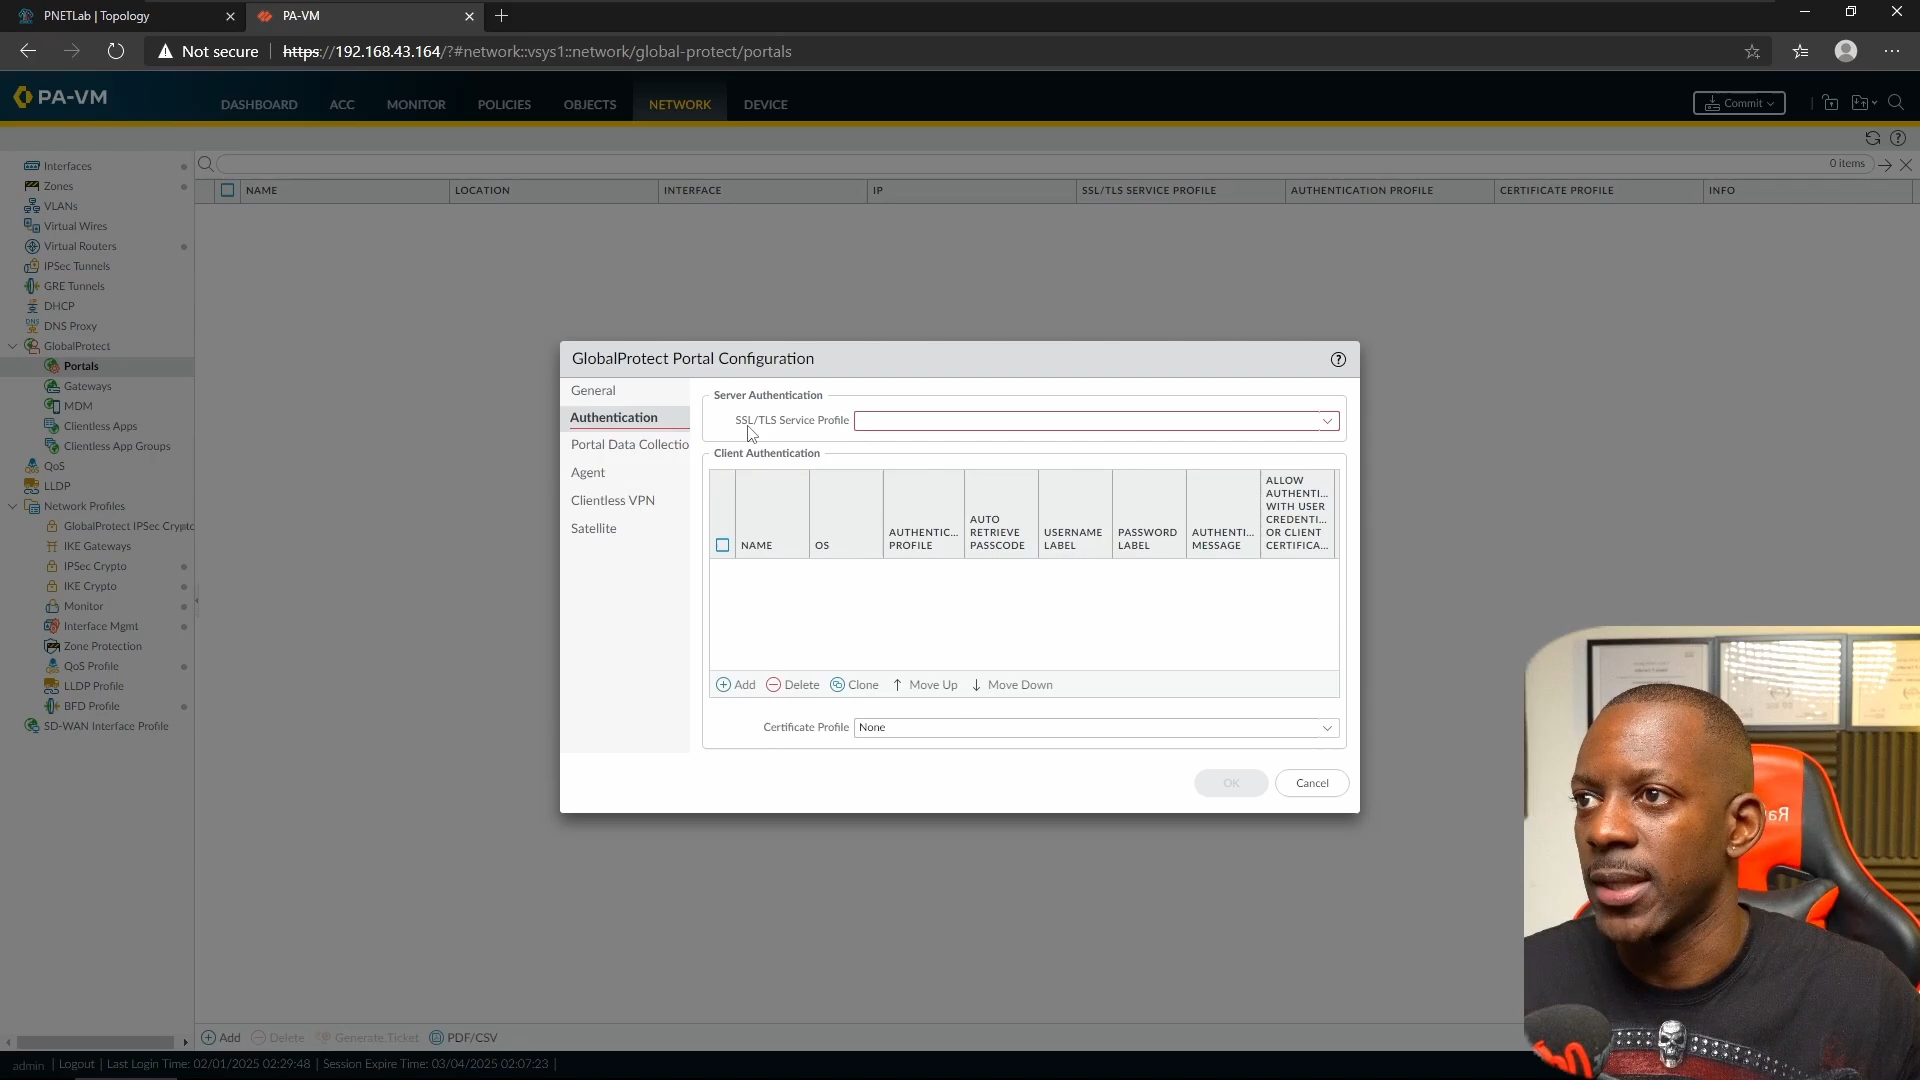 PNETLab | Topology
PA-VM
Not secure
https://192.168.43.164/?#network::vsys1::network/global-protect/portals
PA-VM
DASHBOARD
ACC
MONITOR
POLICIES
OBJECTS
NETWORK
DEVICE
Commit
0 items
NAME
LOCATION
INTERFACE
IP
SSL/TLS SERVICE PROFILE
AUTHENTICATION PROFILE
CERTIFICATE PROFILE
INFO
Interfaces
Zones
VLANs
Virtual Wires
Virtual Routers
IPSec Tunnels
GRE Tunnels
DHCP
DNS Proxy
GlobalProtect
Portals
Gateways
MDM
Clientless Apps
Clientless App Groups
QoS
LLDP
Network Profiles
GlobalProtect IPSec Crypto
IKE Gateways
IPSec Crypto
IKE Crypto
Monitor
Interface Mgmt
Zone Protection
QoS Profile
LLDP Profile
BFD Profile
SD-WAN Interface Profile
GlobalProtect Portal Configuration
General
Authentication
Portal Data Collectio
Agent
Clientless VPN
Satellite
Server Authentication
SSL/TLS Service Profile
Client Authentication
NAME
OS
AUTHENTIC... PROFILE
AUTO RETRIEVE PASSCODE
USERNAME LABEL
PASSWORD LABEL
AUTHENTI... MESSAGE
ALLOW AUTHENTI... WITH USER CREDENTI... OR CLIENT CERTIFICA...
Add
Delete
Clone
Move Up
Move Down
Certificate Profile
None
OK
Cancel
Add
Delete
Generate Ticket
PDF/CSV
admin | Logout | Last Login Time: 02/01/2025 02:29:48 | Session Expire Time: 03/04/2025 02:07:23 |